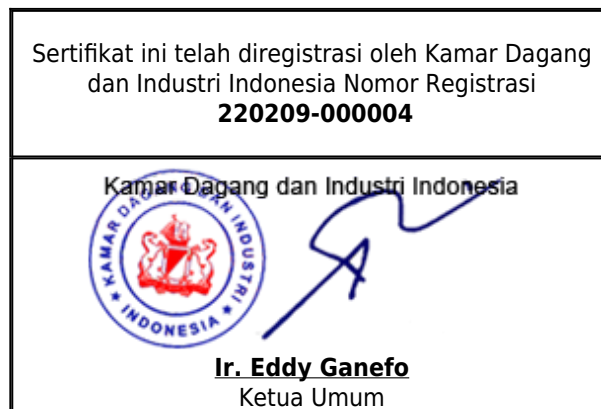 Sertifikat ini telah diregistrasi oleh Kamar Dagang
dan Industri Indonesia Nomor Registrasi
220209-000004
Kamar Dagang dan Industri Indonesia
KAMAR DAGANG DAN INDUSTRI
INDONESIA
Ir. Eddy Ganefo
Ketua Umum